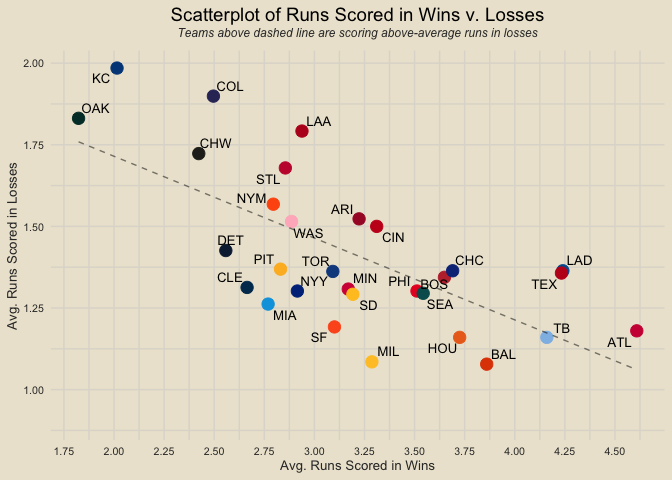 Scatterplot of Runs Scored in Wins v. Losses
Teams above dashed line are scoring above-average runs in losses
Avg. Runs Scored in Losses
2.00
1.75
1.50
1.25
1.00
KC
COL
OAK
LAA
CHW
STL
NYM
ARI
WAS
CIN
DET
PIT
TOR
CHC
LAD
CLE
NYY
MIN
PHI
BOS
TEX
MIA
SD
SEA
SF
TB
HOU
ATL
MIL
BAL
1.75
2.00
2.25
2.50
2.75
3.00
3.25
3.50
3.75
4.00
4.25
4.50
Avg. Runs Scored in Wins